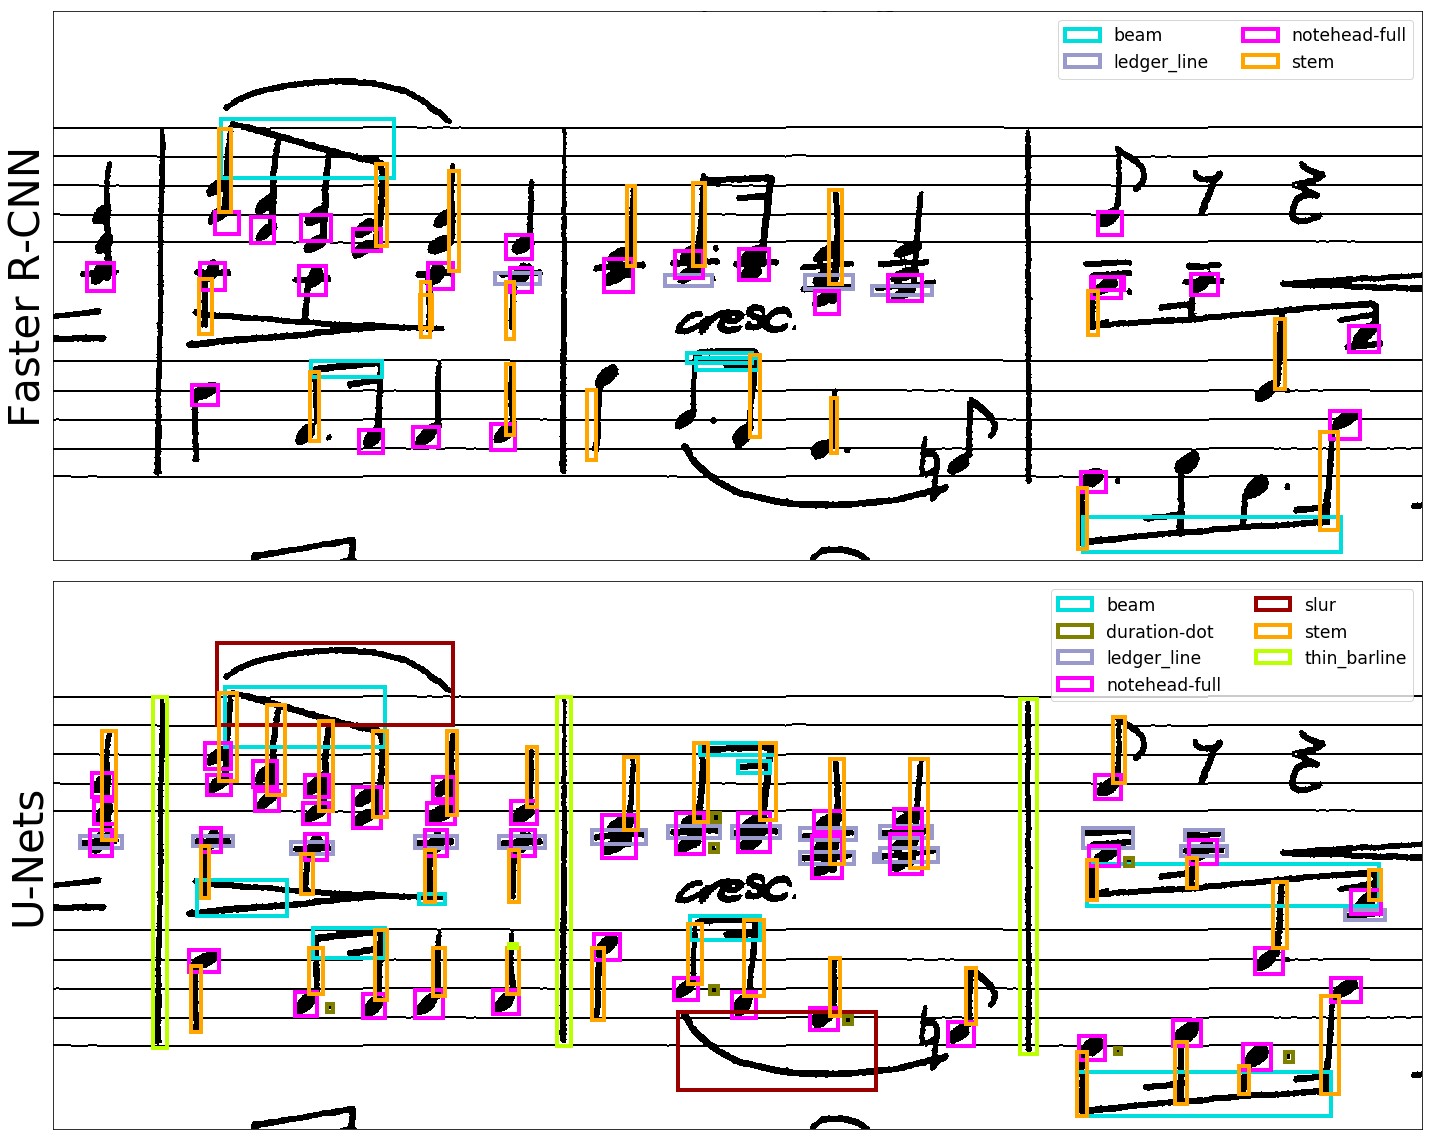 Faster R-CNN
beam
ledger_line
notehead-full
stem
cresc.
U-Nets
beam
duration-dot
ledger_line
notehead-full
slur
stem
thin_barline
cresc.